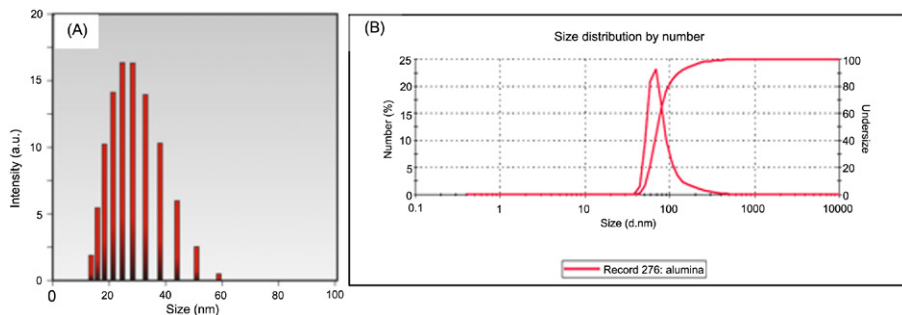 (A)
20
15
10
5
0
Intensity (a.u.)
0 20 40 60 80 100
Size (nm)
(B)
Size distribution by number
25
20
15
10
5
0
Number (%)
100
80
60
40
20
0
Undersize
0.1 1 10 100 1000 10000
Size (d.nm)
Record 276: alumina